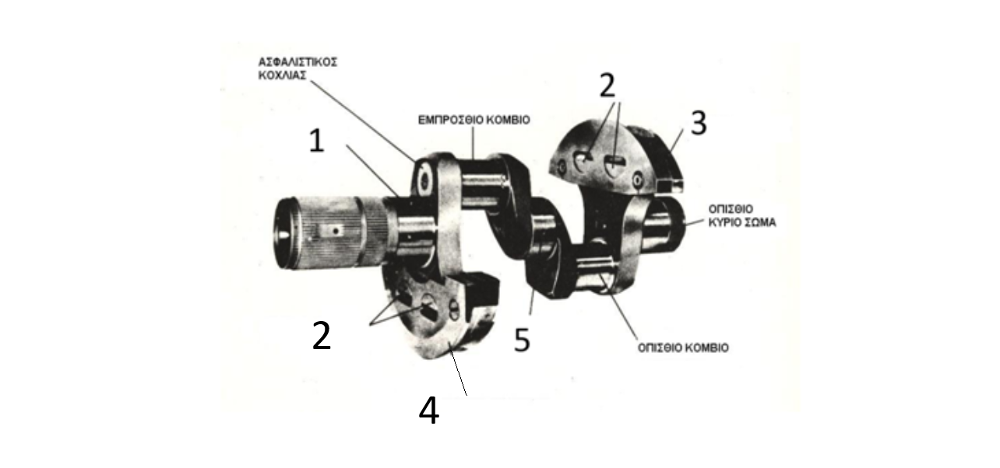 ΑΣΦΑΛΙΣΤΙΚΟΣ
ΚΟΧΛΙΑΣ
2
ΕΜΠΡΟΣΘΙΟ ΚΟΜΒΙΟ
3
1
ΟΠΙΣΘΙΟ
ΚΥΡΙΟ ΣΩΜΑ
2
5
ΟΠΙΣΘΙΟ ΚΟΜΒΙΟ
4